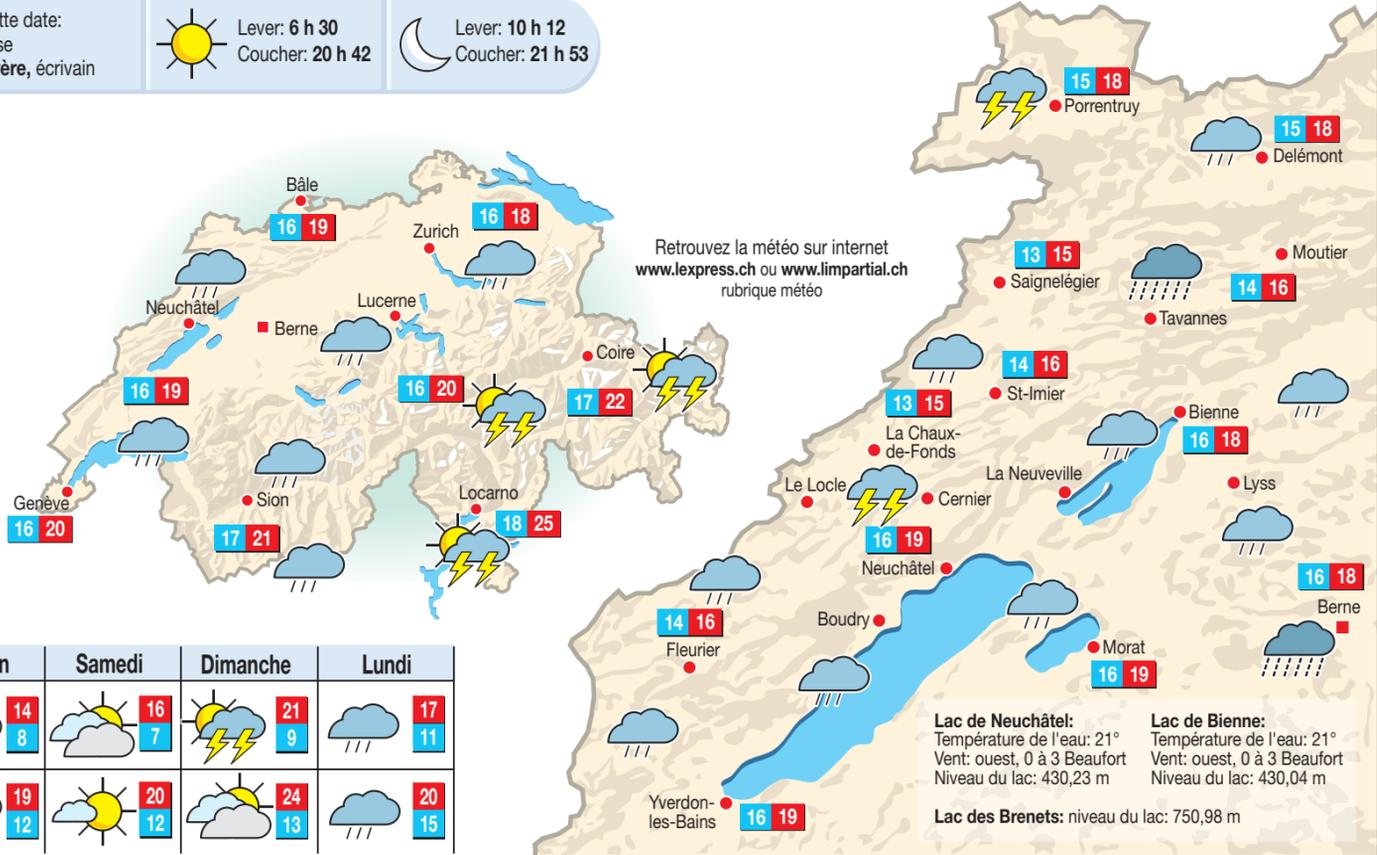 tte date:
se
ère, écrivain
Lever: 6 h 30
Coucher: 20 h 42
Lever: 10 h 12
Coucher: 21 h 53
Bâle
16 19
Zurich
16 18
Neuchâtel
Berne
Lucerne
Coire
16 19
16 20
17 22
Genève
16 20
Sion
17 21
Locarno
18 25
Retrouvez la météo sur internet
www.lexpress.ch ou www.limpartial.ch
rubrique météo
n
Samedi
Dimanche
Lundi
14
8
16
7
21
9
17
11
19
12
20
12
24
13
20
15
15 18
Porrentruy
15 18
Delémont
13 15
Saignelégier
Moutier
14 16
Tavannes
14 16
St-Imier
13 15
La Chaux-
de-Fonds
Bienne
16 18
La Neuveville
Lyss
Le Locle
Cernier
16 19
Neuchâtel
16 18
Berne
14 16
Fleurier
Boudry
Morat
16 19
Yverdon-
les-Bains
16 19
Lac de Neuchâtel:
Température de l'eau: 21°
Vent: ouest, 0 à 3 Beaufort
Niveau du lac: 430,23 m
Lac de Bienne:
Température de l'eau: 21°
Vent: ouest, 0 à 3 Beaufort
Niveau du lac: 430,04 m
Lac des Brenets: niveau du lac: 750,98 m